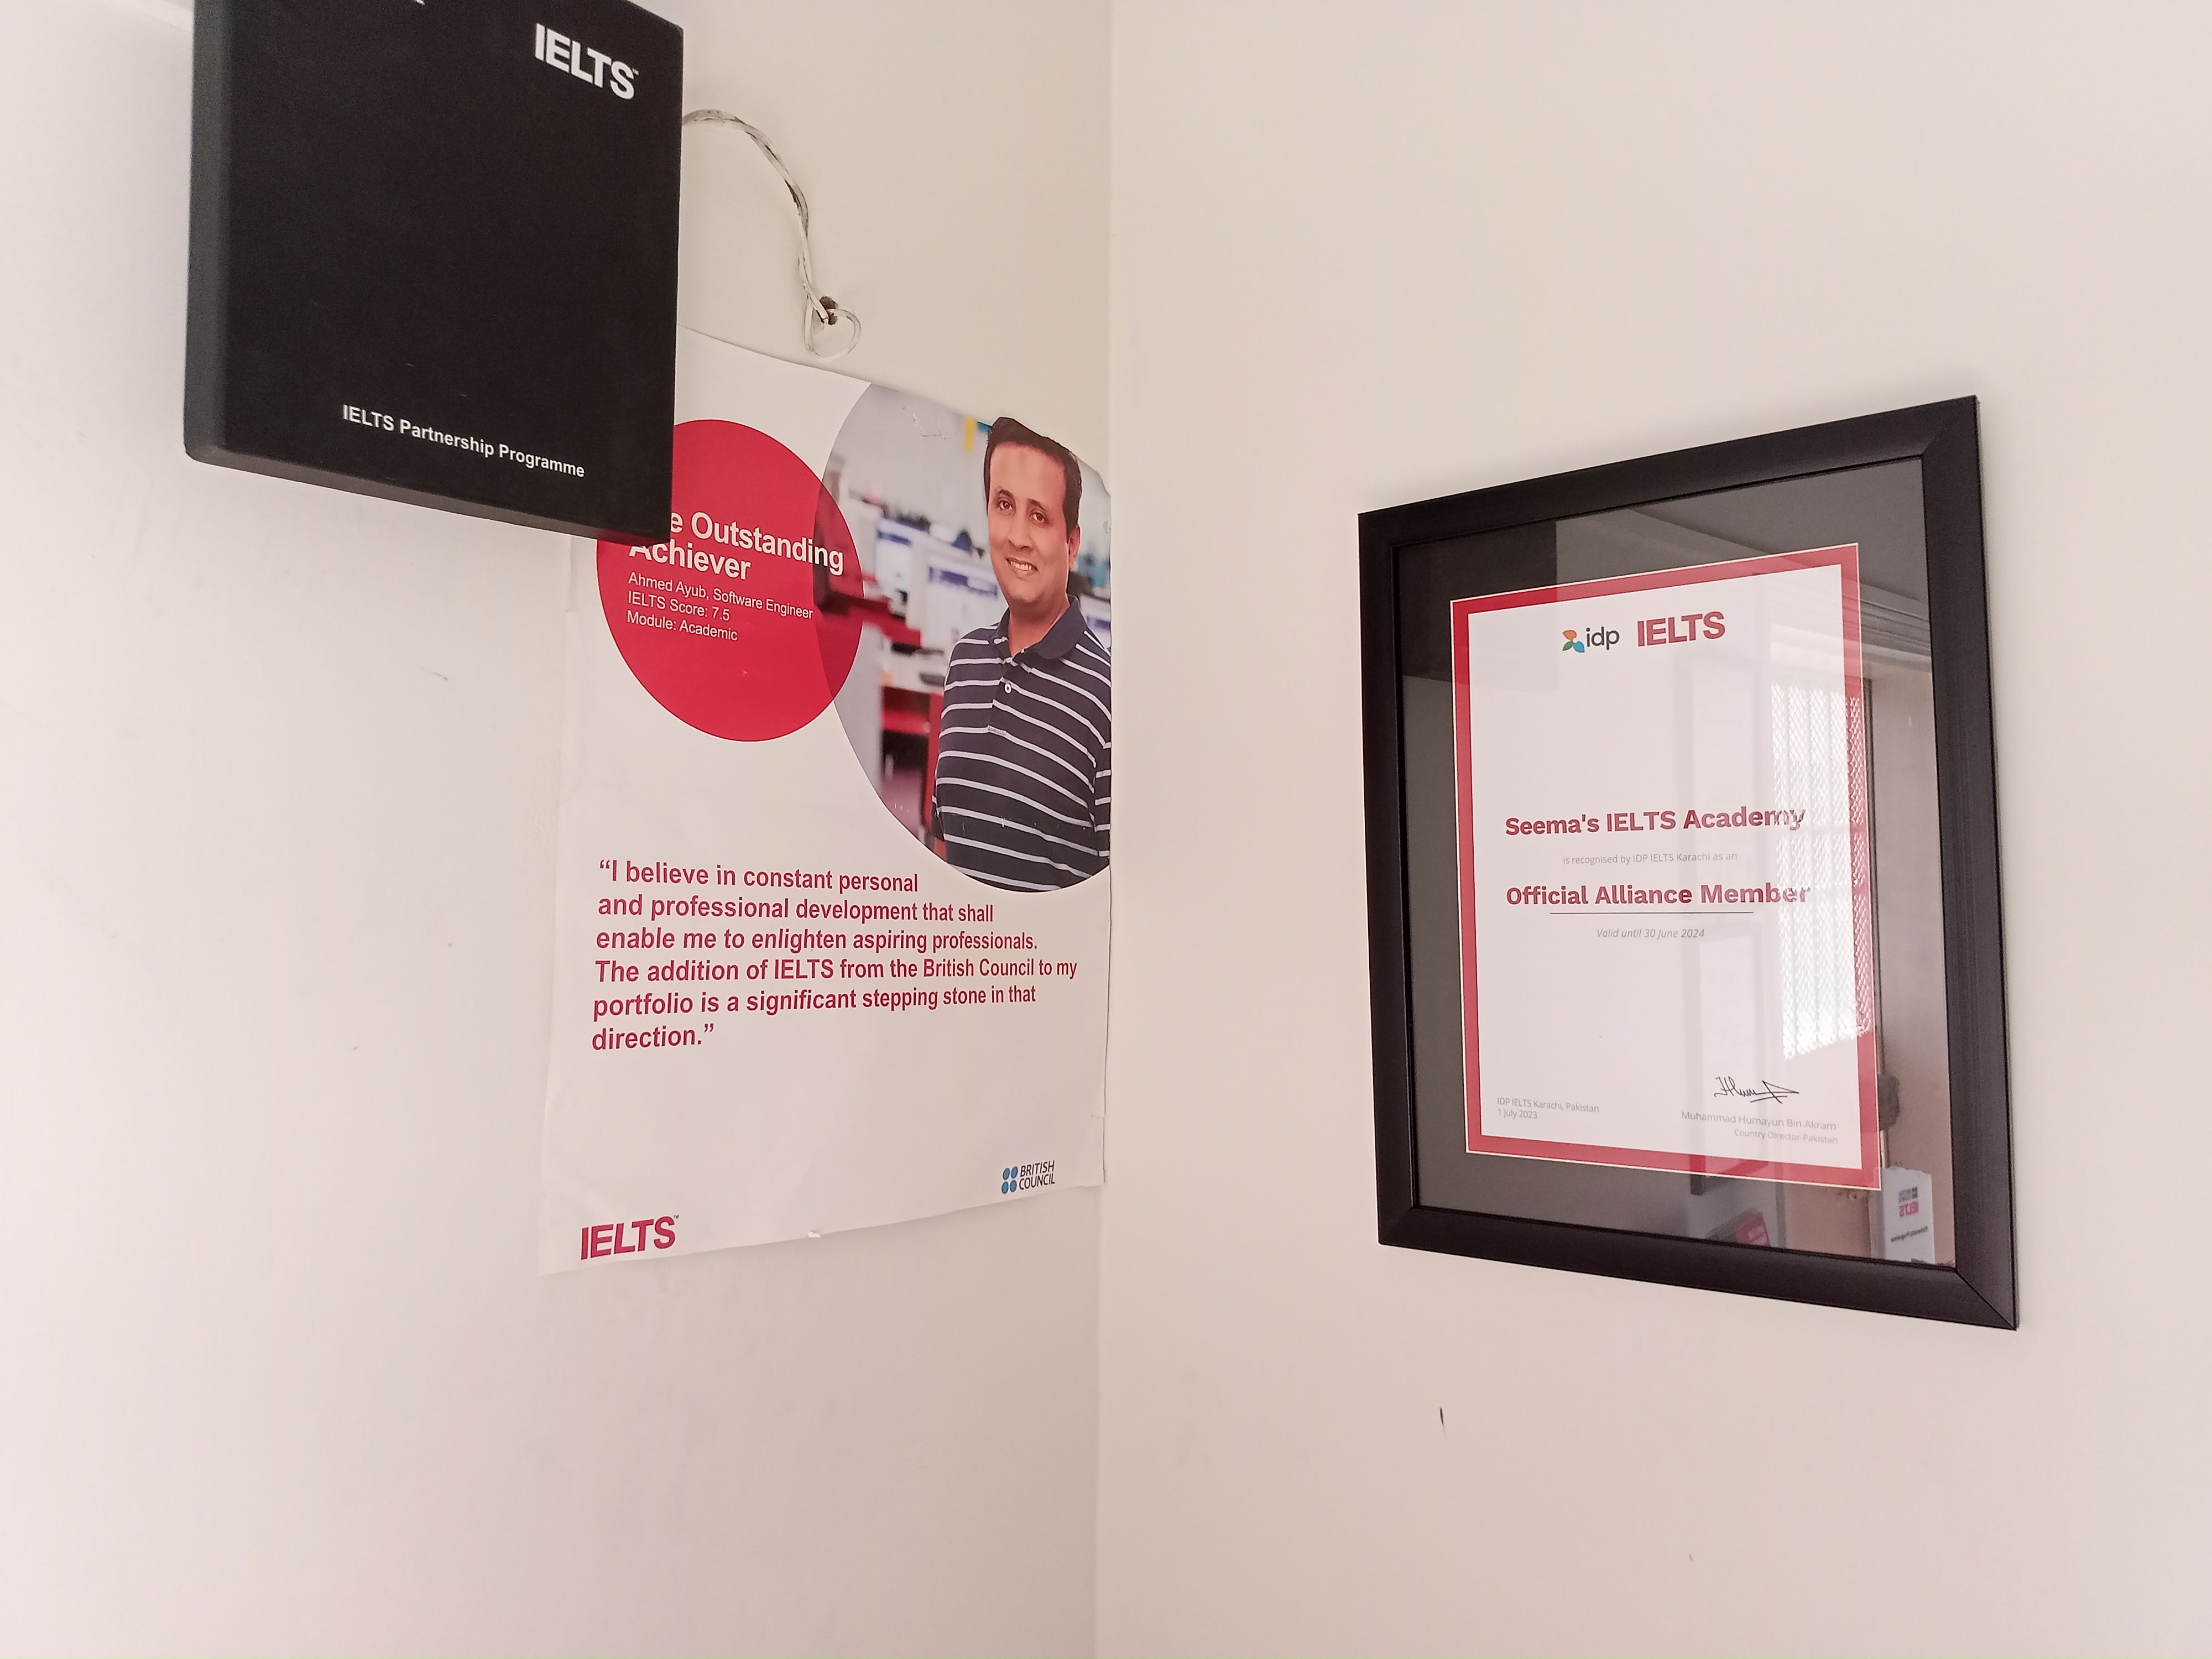 IELTS™
IELTS Partnership Programme
Outstanding
Achiever
Ahmed Ayub, Software Engineer
IELTS Score: 7.5
Module: Academic
“I believe in constant personal
and professional development that shall
enable me to enlighten aspiring professionals.
The addition of IELTS from the British Council to my
portfolio is a significant stepping stone in that
direction.”
BRITISH
COUNCIL
IELTS™
idp IELTS
Seema's IELTS Academy
is recognised by IDP IELTS Karachi as an
Official Alliance Member
Valid until 30 June 2024
IDP IELTS Karachi, Pakistan
1 July 2023
Muhammad Humayun Bin Akram
Country Director-Pakistan